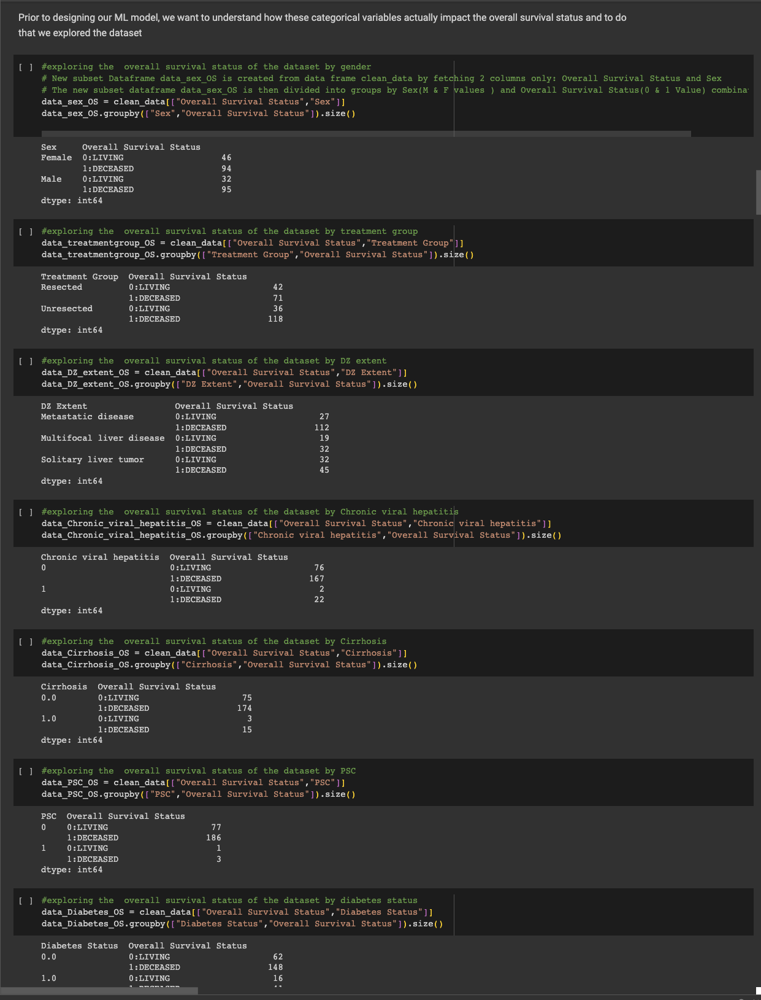 Prior to designing our ML model, we want to understand how these categorical variables actually impact the overall survival status and to do
that we explored the dataset
[ ] #exploring the  overall survival status of the dataset by gender
# New subset Dataframe data_sex_OS is created from data frame clean_data by fetching 2 columns only: Overall Survival Status and Sex
# The new subset dataframe data_sex_OS is then divided into groups by Sex(M & F values ) and Overall Survival Status(0 & 1 Value) combina
data_sex_OS = clean_data[["Overall Survival Status","Sex"]]
data_sex_OS.groupby(["Sex","Overall Survival Status"]).size()
Sex     Overall Survival Status
Female  0:LIVING                   46
        1:DECEASED                 94
Male    0:LIVING                   32
        1:DECEASED                 95
dtype: int64
[ ] #exploring the  overall survival status of the dataset by treatment group
data_treatmentgroup_OS = clean_data[["Overall Survival Status","Treatment Group"]]
data_treatmentgroup_OS.groupby(["Treatment Group","Overall Survival Status"]).size()
Treatment Group  Overall Survival Status
Resected         0:LIVING                    42
                 1:DECEASED                  71
Unresected       0:LIVING                    36
                 1:DECEASED                 118
dtype: int64
[ ] #exploring the  overall survival status of the dataset by DZ extent
data_DZ_extent_OS = clean_data[["Overall Survival Status","DZ Extent"]]
data_DZ_extent_OS.groupby(["DZ Extent","Overall Survival Status"]).size()
DZ Extent                 Overall Survival Status
Metastatic disease        0:LIVING                    27
                          1:DECEASED                 112
Multifocal liver disease  0:LIVING                    19
                          1:DECEASED                  32
Solitary liver tumor      0:LIVING                    32
                          1:DECEASED                  45
dtype: int64
[ ] #exploring the  overall survival status of the dataset by Chronic viral hepatitis
data_Chronic_viral_hepatitis_OS = clean_data[["Overall Survival Status","Chronic viral hepatitis"]]
data_Chronic_viral_hepatitis_OS.groupby(["Chronic viral hepatitis","Overall Survival Status"]).size()
Chronic viral hepatitis  Overall Survival Status
0                        0:LIVING                    76
                         1:DECEASED                 167
1                        0:LIVING                     2
                         1:DECEASED                  22
dtype: int64
[ ] #exploring the  overall survival status of the dataset by Cirrhosis
data_Cirrhosis_OS = clean_data[["Overall Survival Status","Cirrhosis"]]
data_Cirrhosis_OS.groupby(["Cirrhosis","Overall Survival Status"]).size()
Cirrhosis  Overall Survival Status
0.0        0:LIVING                    75
           1:DECEASED                 174
1.0        0:LIVING                     3
           1:DECEASED                  15
dtype: int64
[ ] #exploring the  overall survival status of the dataset by PSC
data_PSC_OS = clean_data[["Overall Survival Status","PSC"]]
data_PSC_OS.groupby(["PSC","Overall Survival Status"]).size()
PSC  Overall Survival Status
0    0:LIVING                    77
     1:DECEASED                 186
1    0:LIVING                     1
     1:DECEASED                   3
dtype: int64
[ ] #exploring the  overall survival status of the dataset by diabetes status
data_Diabetes_OS = clean_data[["Overall Survival Status","Diabetes Status"]]
data_Diabetes_OS.groupby(["Diabetes Status","Overall Survival Status"]).size()
Diabetes Status  Overall Survival Status
0.0              0:LIVING                    62
                 1:DECEASED                 148
1.0              0:LIVING                    16